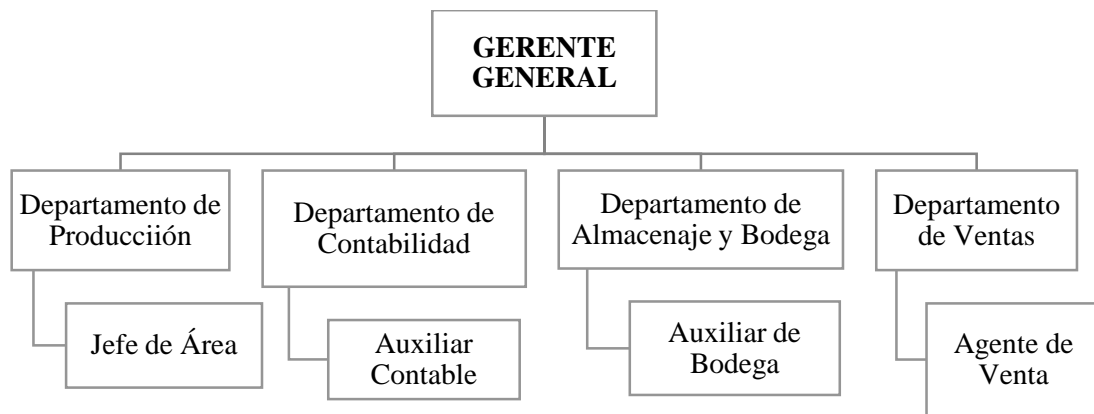 GERENTE
GENERAL
Departamento de
Producciión
Departamento de
Contabilidad
Departamento de
Almacenaje y Bodega
Departamento
de Ventas
Jefe de Área
Auxiliar
Contable
Auxiliar de
Bodega
Agente de
Venta